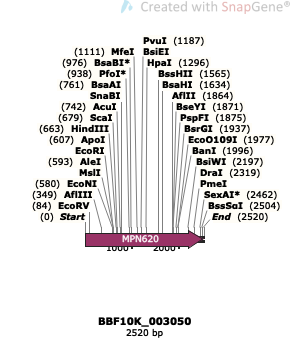 Created with SnapGene®
PvuI (1187)
(1111) MfeI BsiEI
(976) BsaBI* HpaI (1296)
(938) PfoI* BssHII (1565)
(761) BsaAI BsaHI (1634)
SnaBI AflII (1864)
(742) AcuI BseYI (1871)
(679) ScaI PspFI (1875)
(663) HindIII BsrGI (1937)
(607) ApoI EcoO109I (1977)
EcoRI BanI (1996)
(593) AleI BsiWI (2197)
MslI DraI (2319)
(580) EcoNI PmeI
(349) AflIII SexAI* (2462)
(84) EcoRV BssSαI (2504)
(0) Start End (2520)
MPN620
1000 2000
BBF10K_003050
2520 bp